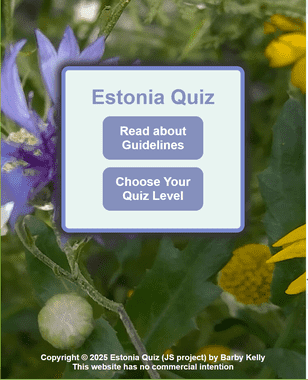 Estonia Quiz
Read about
Guidelines
Choose Your
Quiz Level
Copyright © 2025 Estonia Quiz (JS project) by Barby Kelly
This website has no commercial intention